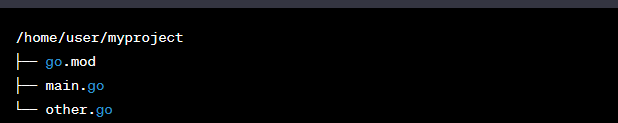 /home/user/myproject
├── go.mod
├── main.go
└── other.go